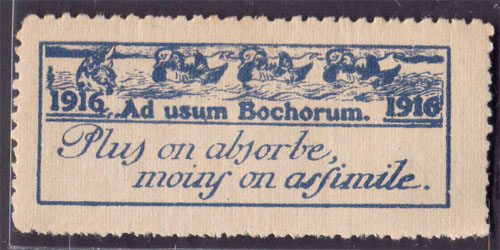 1916 Ad usum Bochorum. 1916
Plus on absorbe,
moins on assimile.